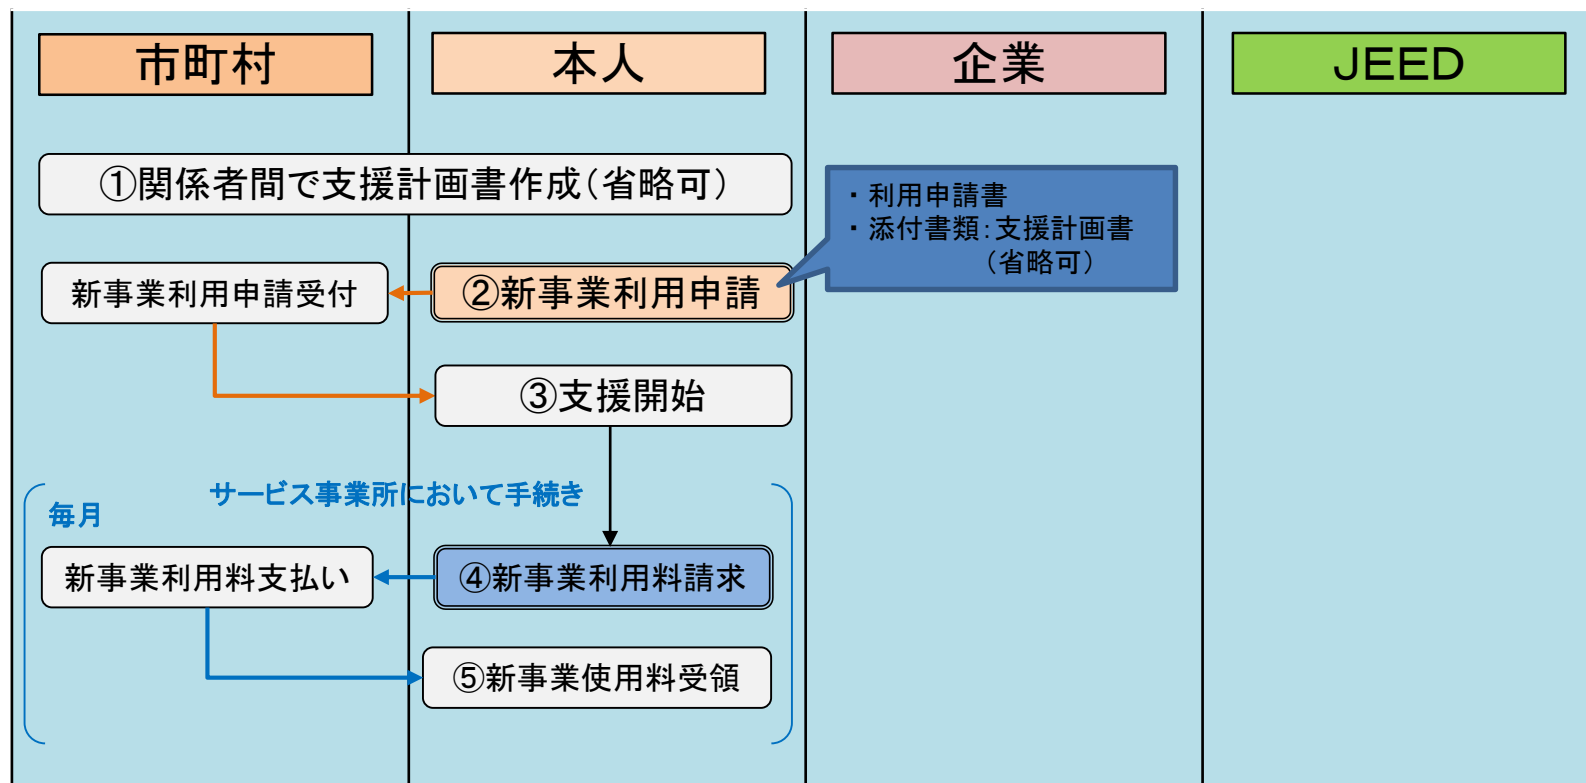 市町村
本人
企業
JEED
①関係者間で支援計画書作成（省略可）
・利用申請書
・添付書類：支援計画書
（省略可）
新事業利用申請受付
②新事業利用申請
③支援開始
サービス事業所において手続き
毎月
新事業利用料支払い
④新事業利用料請求
⑤新事業使用料受領